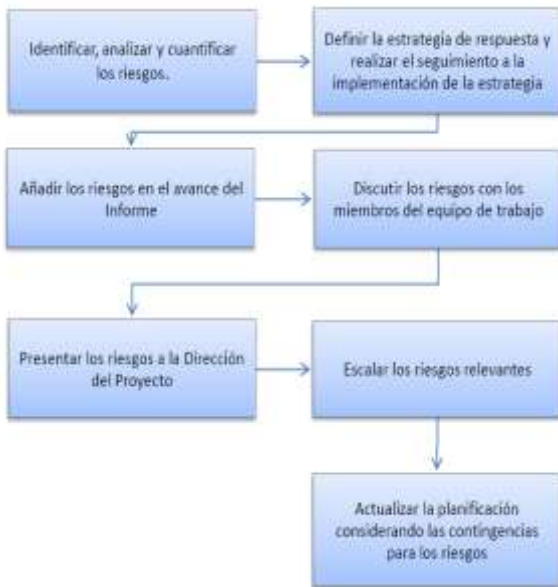 Identificar, analizar y cuantificar
los riesgos.
Definir la estrategia de respuesta y
realizar el seguimiento a la
implementación de la estrategia
Añadir los riesgos en el avance del
Informe
Discutir los riesgos con los
miembros del equipo de trabajo
Presentar los riesgos a la Dirección
del Proyecto
Escalar los riesgos relevantes
Actualizar la planificación
considerando las contingencias
para los riesgos